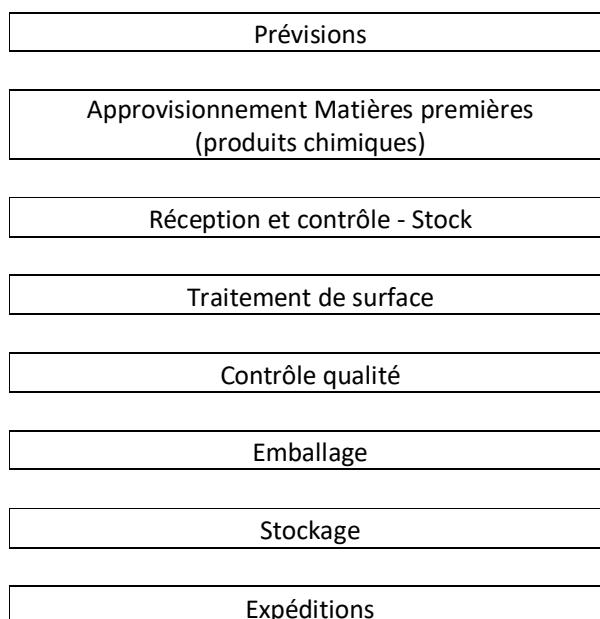 Prévisions
Approvisionnement Matières premières
(produits chimiques)
Réception et contrôle - Stock
Traitement de surface
Contrôle qualité
Emballage
Stockage
Expéditions